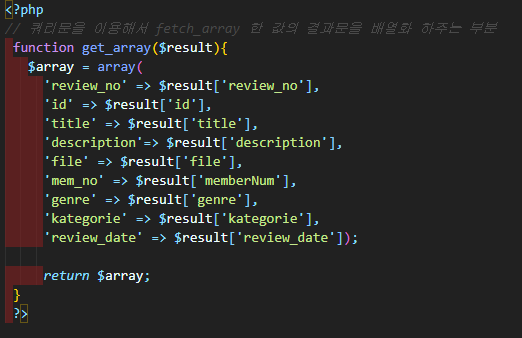 <?php
// 쿼리문을 이용해서 fetch_array 한 값의 결과문을 배열화 하주는 부분
function get_array($result){
$array = array(
'review_no' => $result['review_no'],
'id' => $result['id'],
'title' => $result['title'],
'description'=> $result['description'],
'file' => $result['file'],
'mem_no' => $result['memberNum'],
'genre' => $result['genre'],
'kategorie' => $result['kategorie'],
'review_date' => $result['review_date']);
return $array;
}
?>